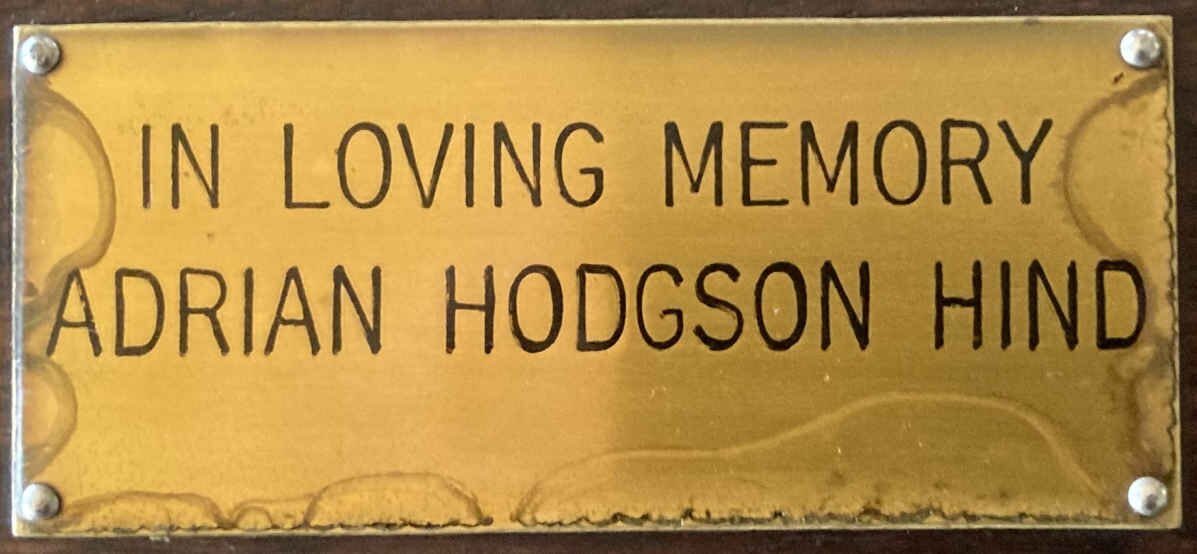 IN LOVING MEMORY
ADRIAN HODGSON HIND